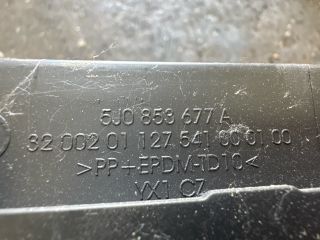 5J0 853 677 A
32 002 01 127 541 00 01 00
>PP+EPDM-TD10<
VX1 CZ